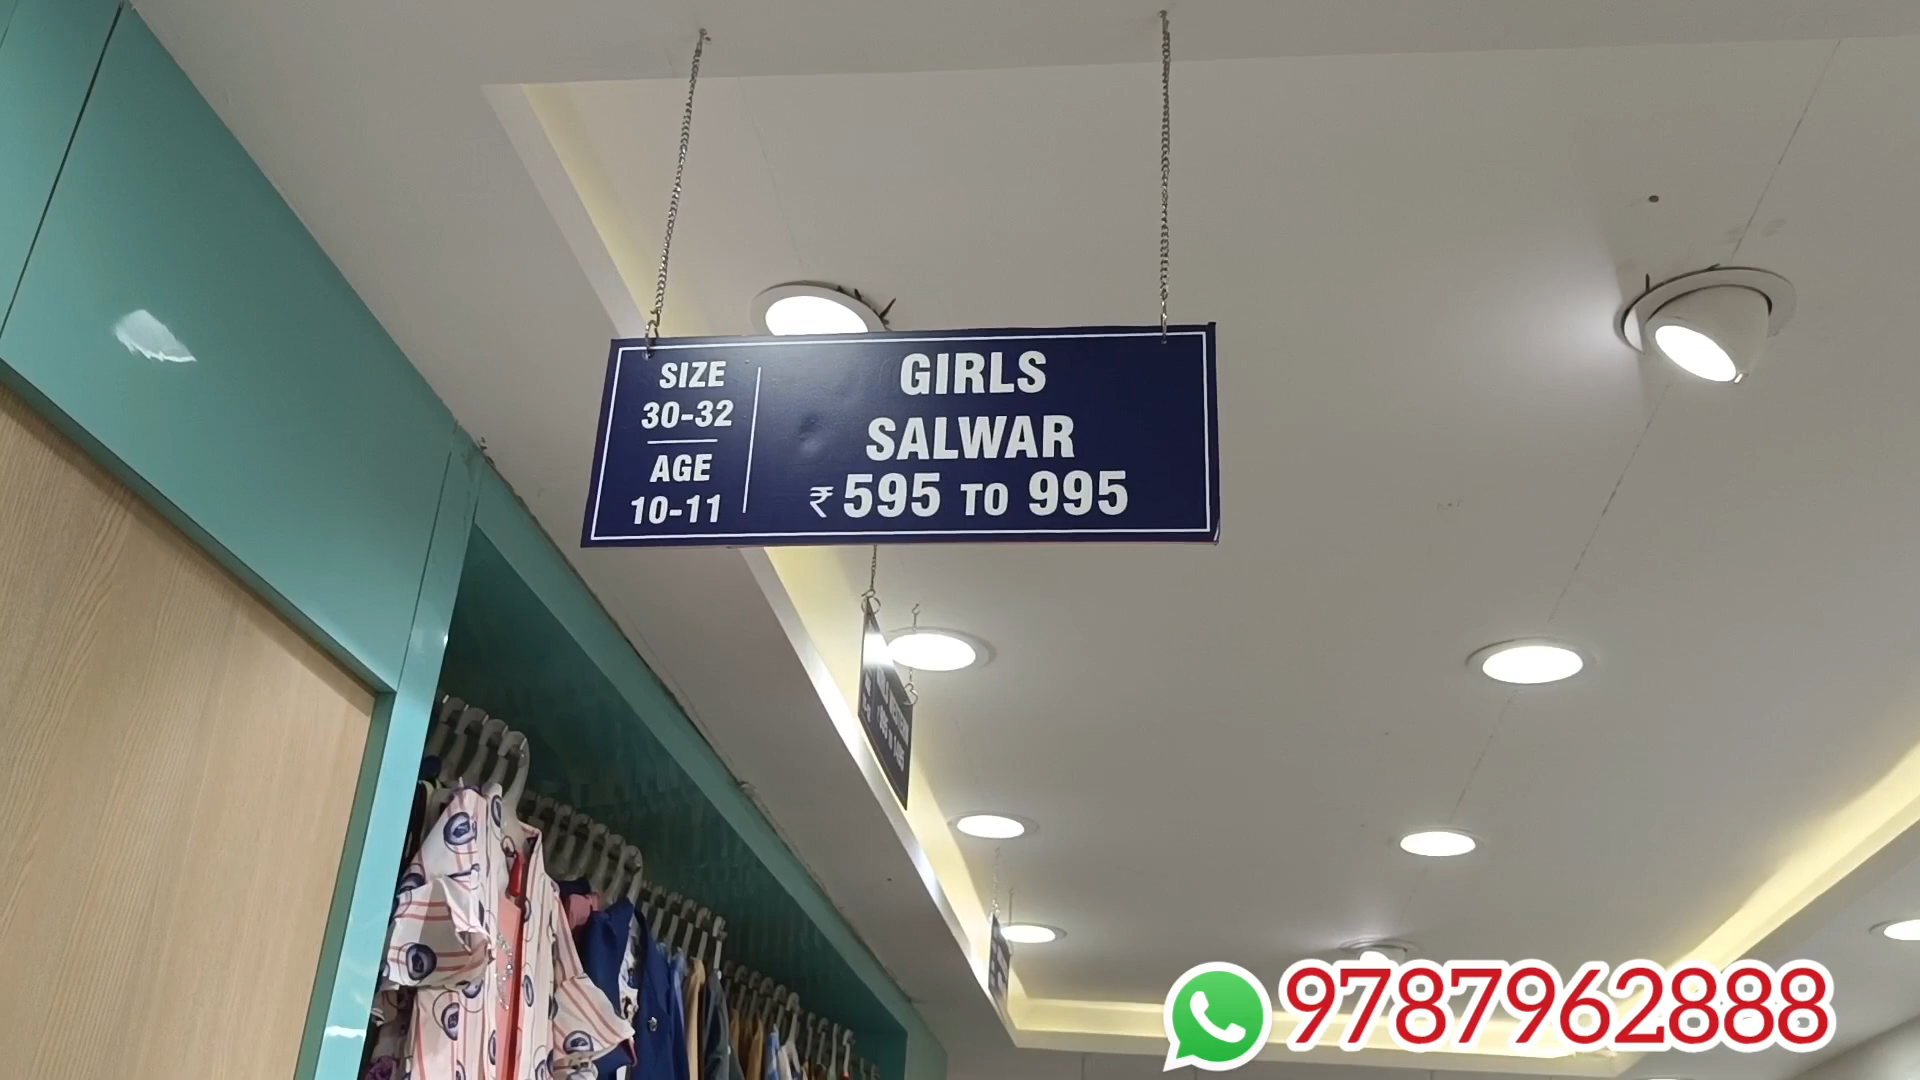 SIZE
30-32
AGE
10-11
GIRLS
SALWAR
₹ 595 TO 995
9787962888